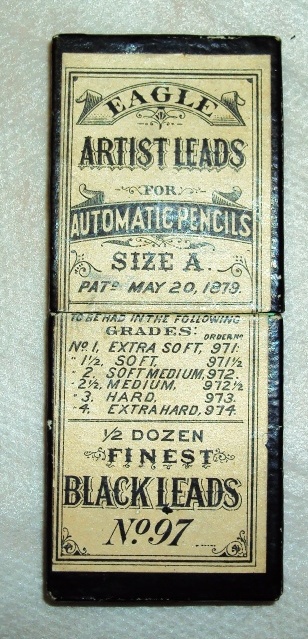 EAGLE
ARTIST LEADS
FOR
AUTOMATIC PENCILS
SIZE A.
PATD MAY 20, 1879.
TO BE HAD IN THE FOLLOWING
GRADES: ORDER NO
No 1, EXTRA SOFT, 971.
" 1½, SOFT, 971½
" 2, SOFT MEDIUM, 972.
" 2½, MEDIUM, 972½
" 3, HARD, 973.
" 4, EXTRA HARD, 974.
½ DOZEN
FINEST
BLACK LEADS
No 97